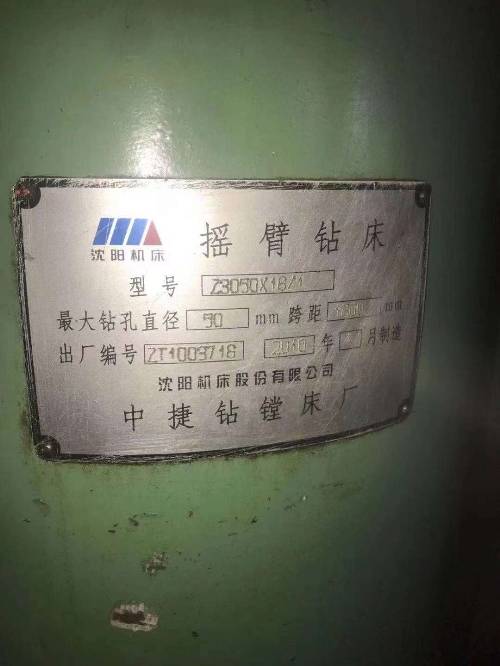 摇臂钻床
沈阳机床
型号 Z3050X16/1
最大钻孔直径 50 mm 跨距 mm
出厂编号 ZT1003716 2010 年 月制造
沈阳机床股份有限公司
中捷钻镗床厂